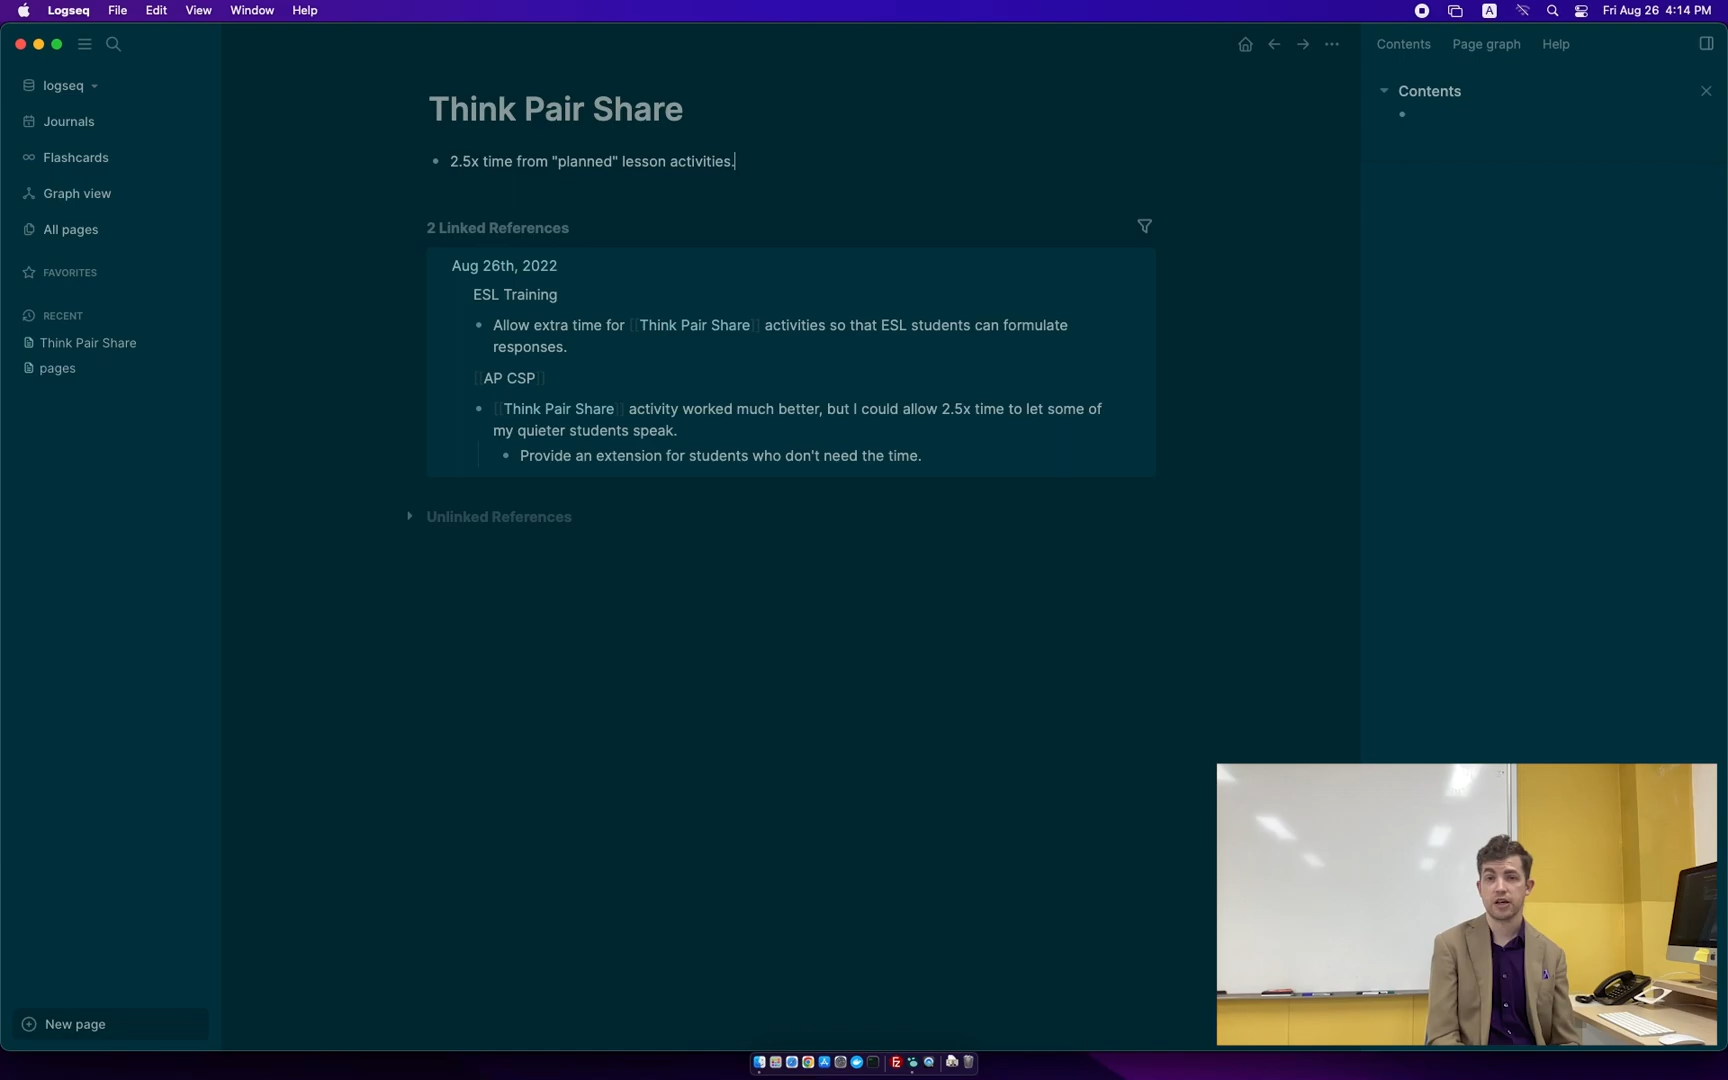 Logseq File Edit View Window Help
A Fri Aug 26 4:14 PM
Contents Page graph Help
logseq
Journals
Flashcards
Graph view
All pages
FAVORITES
RECENT
Think Pair Share
pages
New page
Think Pair Share
2.5x time from "planned" lesson activities.
2 Linked References
Aug 26th, 2022
ESL Training
Allow extra time for [[Think Pair Share]] activities so that ESL students can formulate
responses.
[[AP CSP]]
[[Think Pair Share]] activity worked much better, but I could allow 2.5x time to let some of
my quieter students speak.
Provide an extension for students who don't need the time.
Unlinked References
Contents